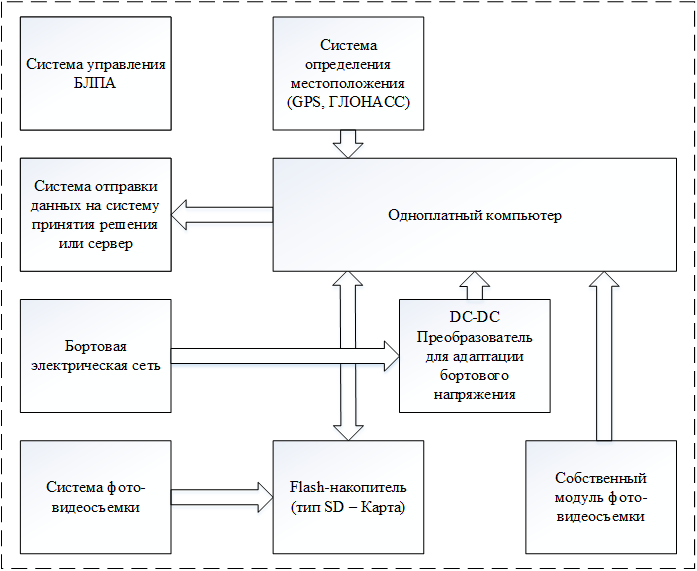 Система управления
БЛПА
Система
определения
местоположения
(GPS, ГЛОНАСС)
Система отправки
данных на систему
принятия решения
или сервер
Одноплатный компьютер
Бортовая
электрическая сеть
DC-DC
Преобразователь
для адаптации
бортового
напряжения
Система фото-
видеосъемки
Flash-накопитель
(тип SD – Карта)
Собственный
модуль фото-
видеосъемки